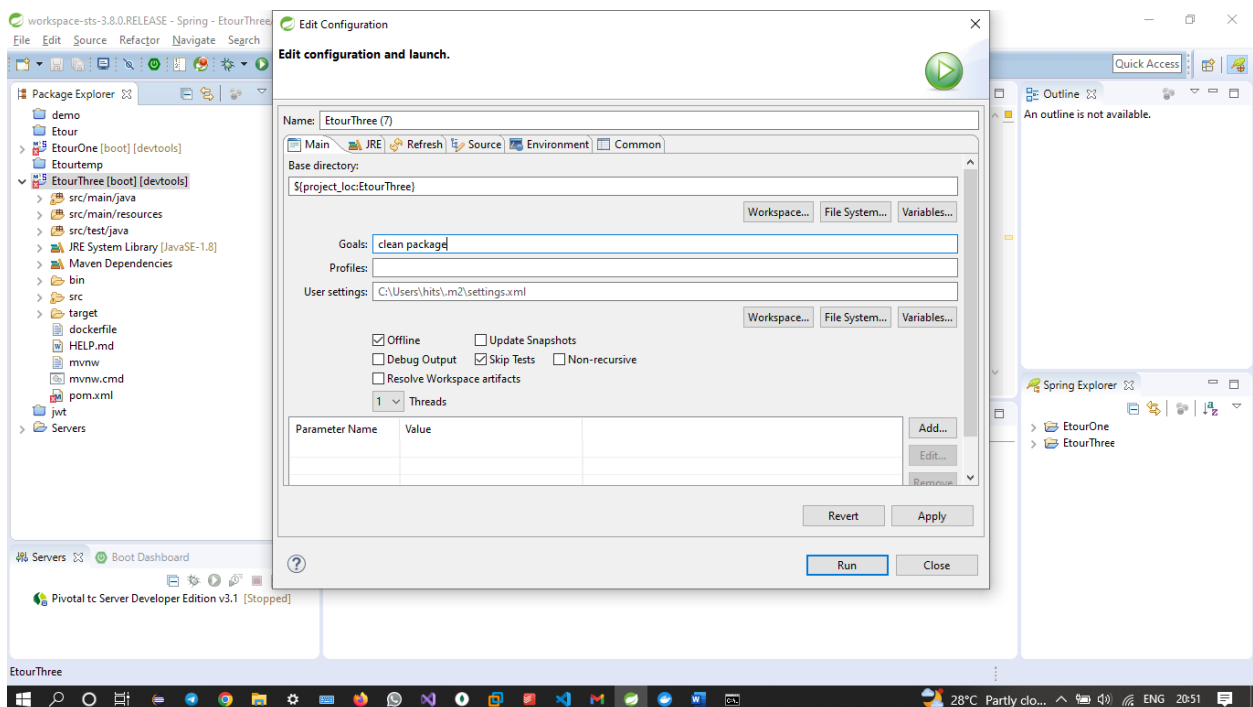 workspace-sts-3.8.0.RELEASE - Spring - EtourThree
File Edit Source Refactor Navigate Search
Quick Access
Package Explorer
demo
Etour
EtourOne [boot] [devtools]
Etourtemp
EtourThree [boot] [devtools]
src/main/java
src/main/resources
src/test/java
JRE System Library [JavaSE-1.8]
Maven Dependencies
bin
src
target
dockerfile
HELP.md
mvnw
mvnw.cmd
pom.xml
jwt
Servers
Edit Configuration
Edit configuration and launch.
Name: EtourThree (7)
Main JRE Refresh Source Environment Common
Base directory:
${project_loc:EtourThree}
Workspace... File System... Variables...
Goals: clean package
Profiles:
User settings: C:\Users\hits\.m2\settings.xml
Workspace... File System... Variables...
Offline Update Snapshots
Debug Output Skip Tests Non-recursive
Resolve Workspace artifacts
1 Threads
Parameter Name Value
Add...
Edit...
Remove
Revert Apply
Run Close
Outline
An outline is not available.
Spring Explorer
EtourOne
EtourThree
Servers Boot Dashboard
Pivotal tc Server Developer Edition v3.1 [Stopped]
EtourThree
28°C Partly clo... ENG 20:51